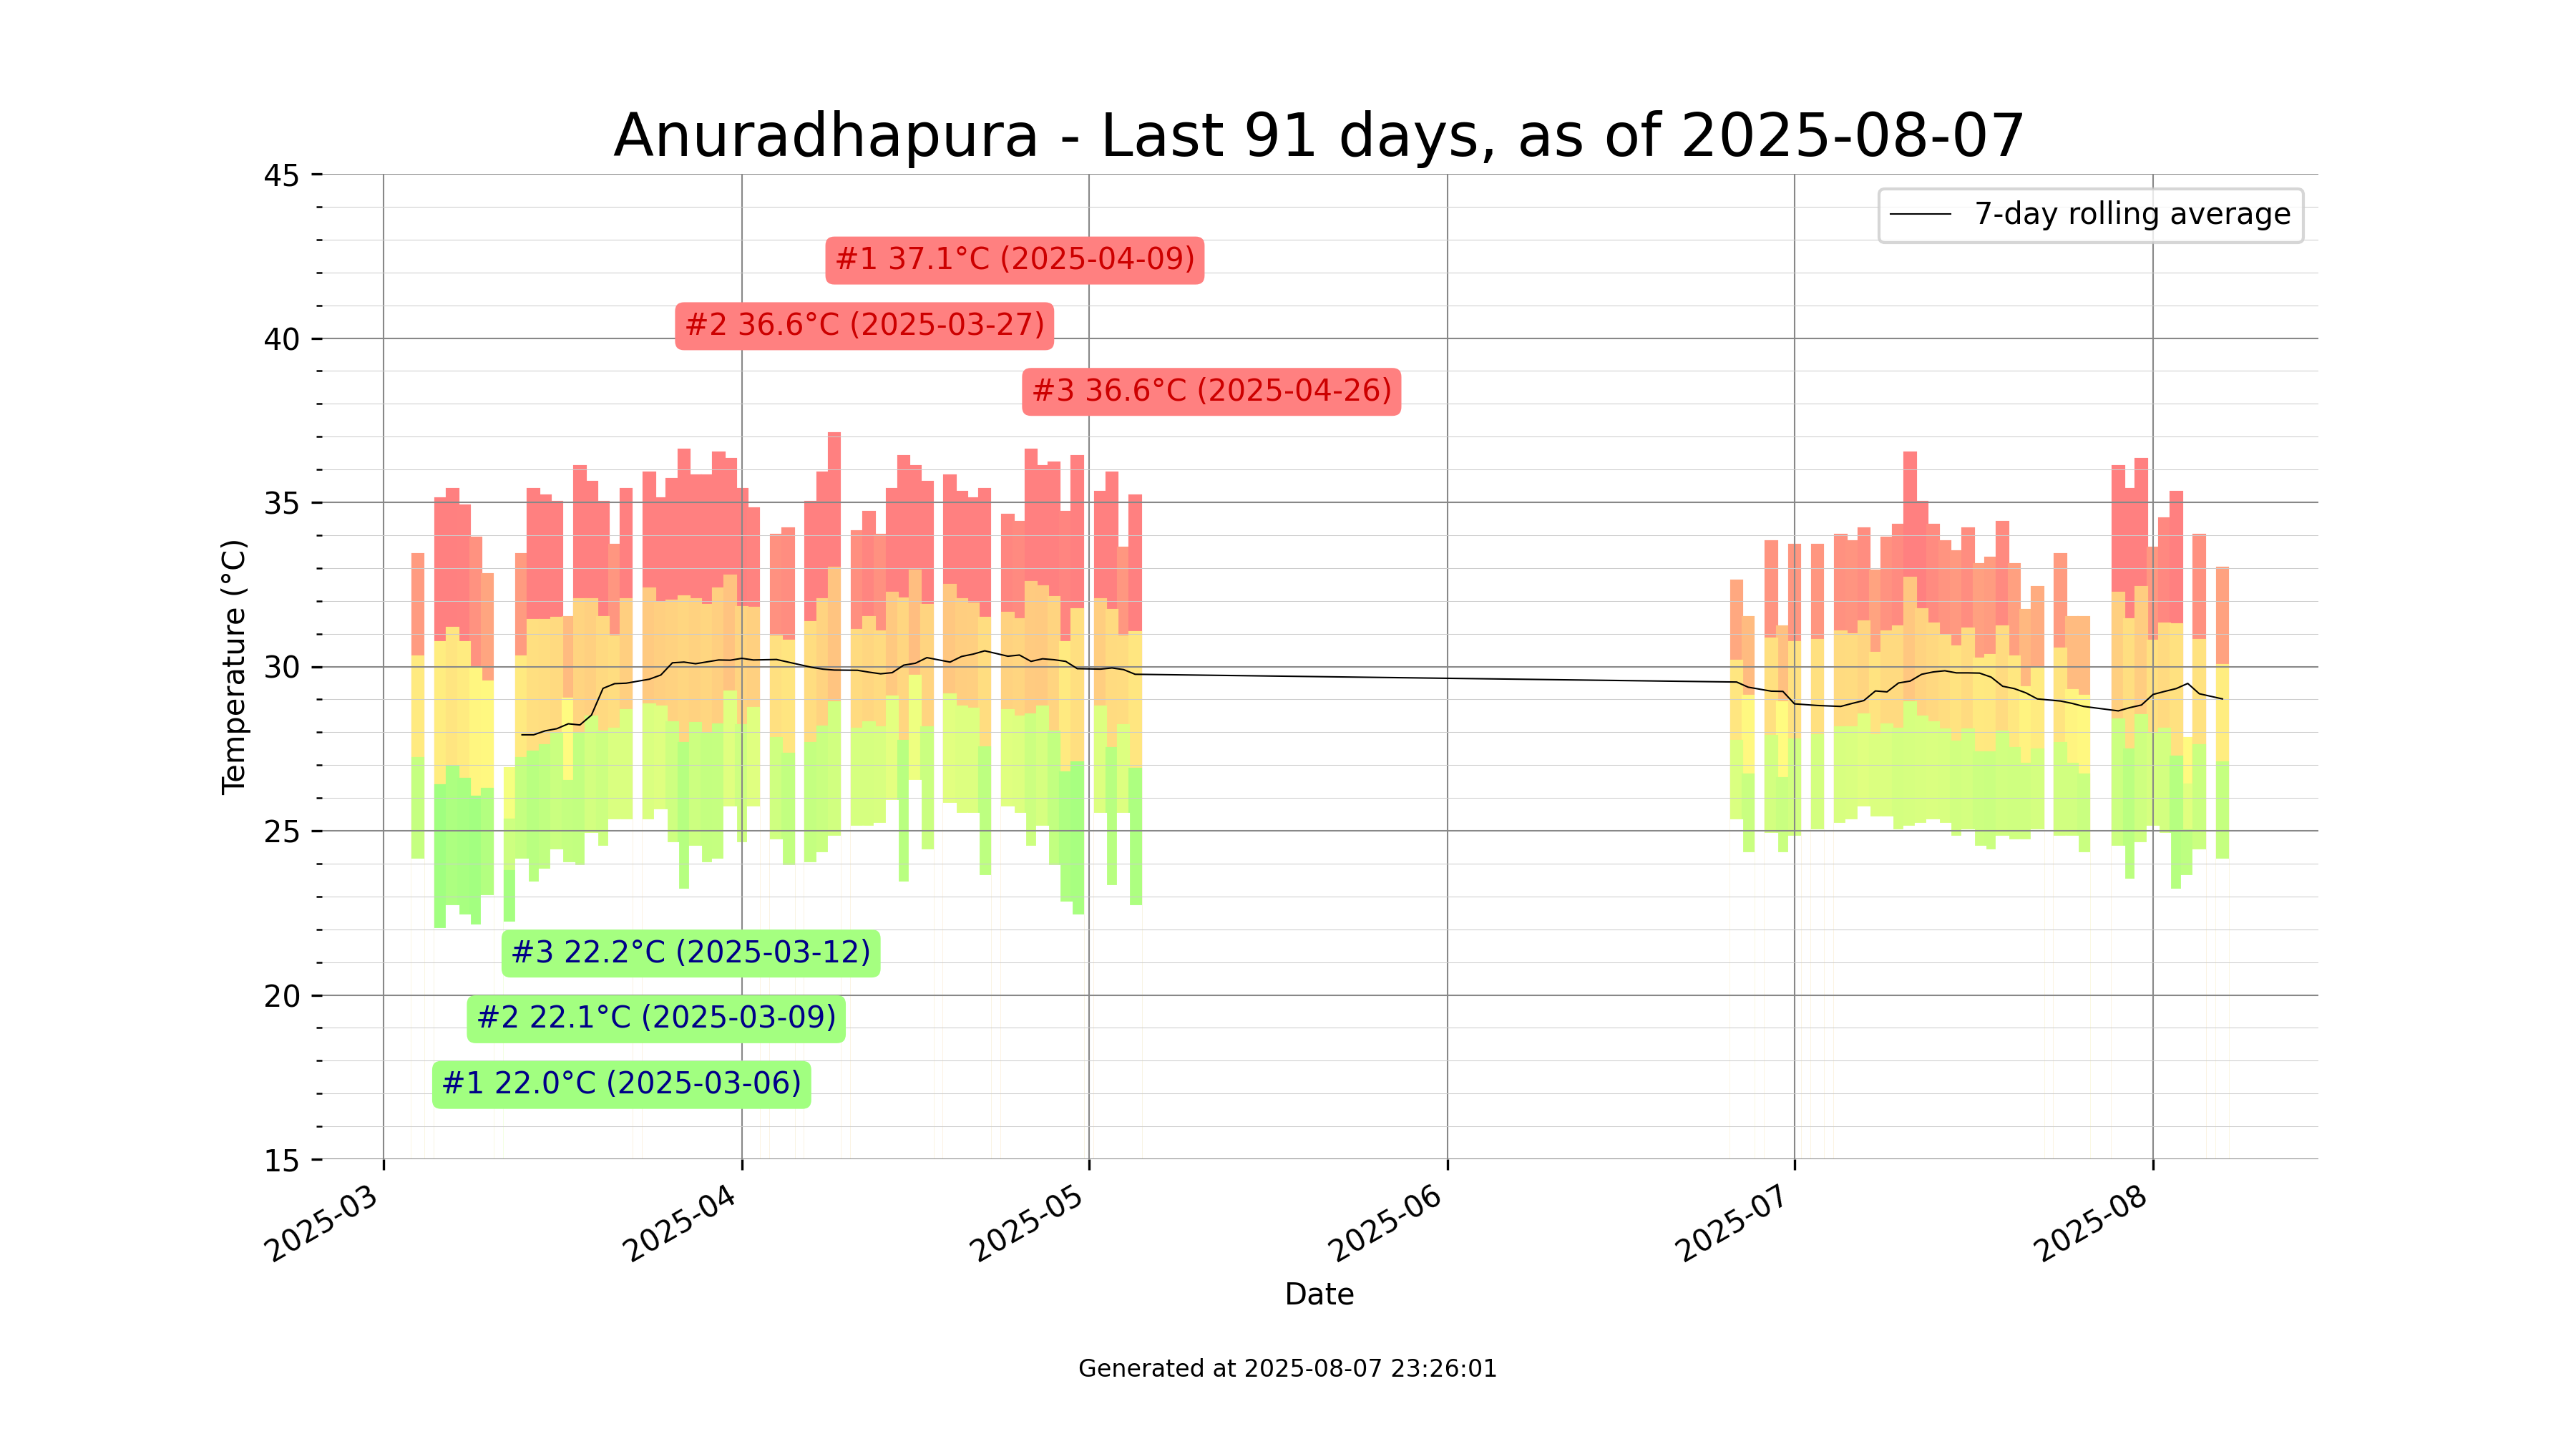 Anuradhapura - Last 91 days, as of 2025-08-07
7-day rolling average
#1 37.1°C (2025-04-09)
#2 36.6°C (2025-03-27)
#3 36.6°C (2025-04-26)
#3 22.2°C (2025-03-12)
#2 22.1°C (2025-03-09)
#1 22.0°C (2025-03-06)
Temperature (°C)
45
40
35
30
25
20
15
2025-03
2025-04
2025-05
2025-06
2025-07
2025-08
Date
Generated at 2025-08-07 23:26:01